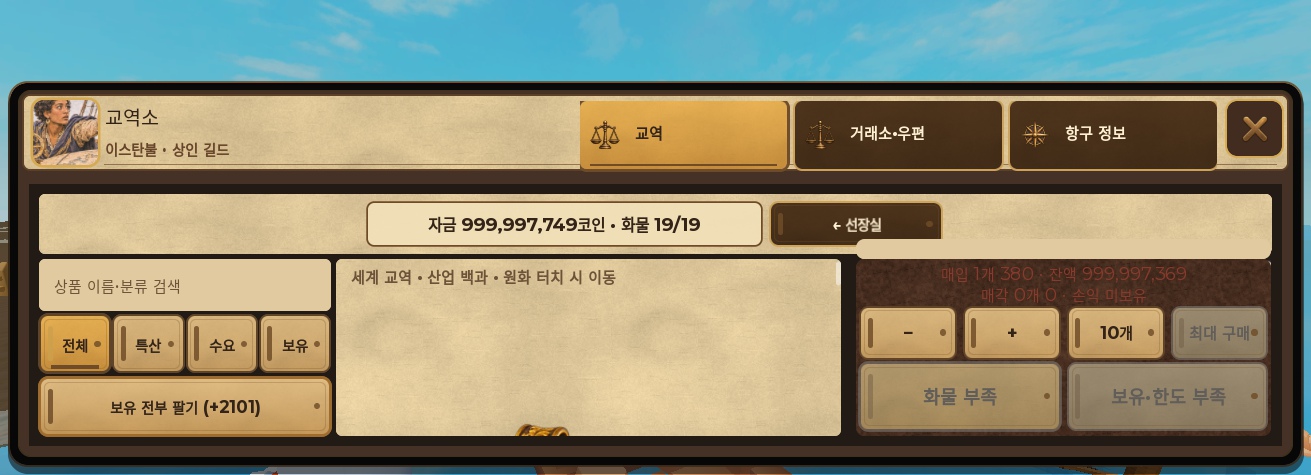 교역소
이스탄불 • 상인 길드
교역
거래소•우편
항구 정보
자금 999,997,749코인 • 화물 19/19
← 선장실
상품 이름·분류 검색
전체
특산
수요
보유
보유 전부 팔기 (+2101)
세계 교역 • 산업 백과 • 원화 터치 시 이동
매입 1개 380 · 잔액 999,997,369
매각 0개 0 · 손익 미보유
−
+
10개
최대 구매
화물 부족
보유·한도 부족